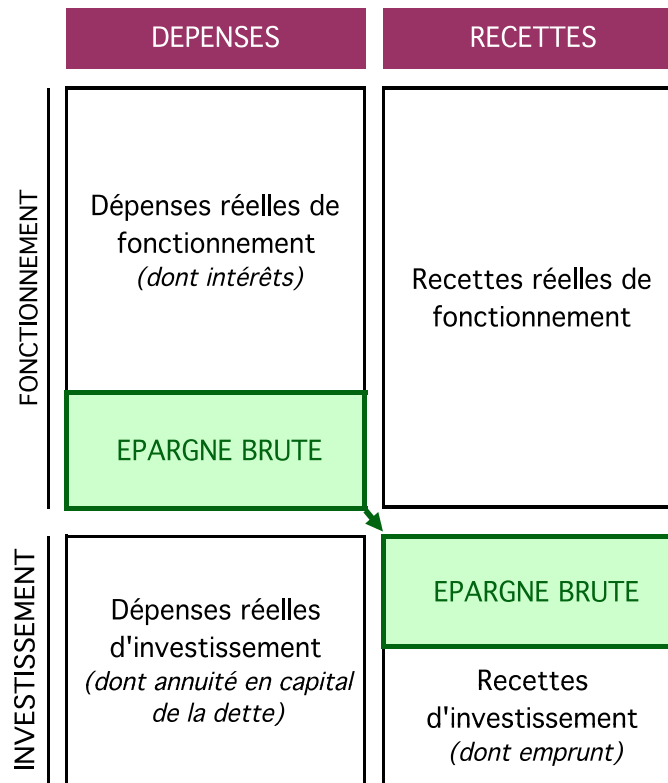 DEPENSES
RECETTES
FONCTIONNEMENT
Dépenses réelles de
fonctionnement
(dont intérêts)
Recettes réelles de
fonctionnement
EPARGNE BRUTE
INVESTISSEMENT
Dépenses réelles
d'investissement
(dont annuité en capital
de la dette)
EPARGNE BRUTE
Recettes
d'investissement
(dont emprunt)